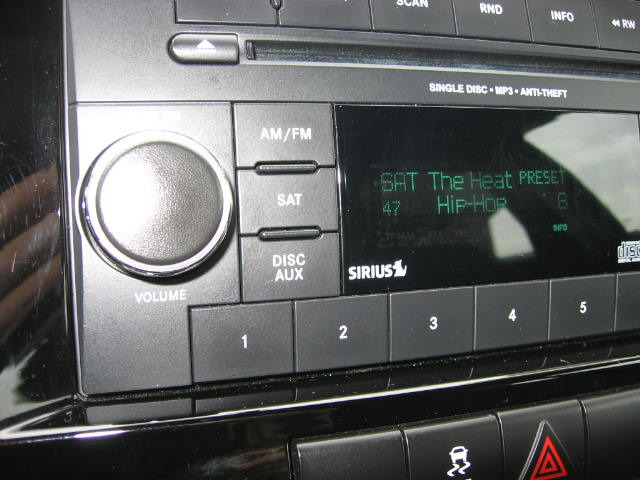 SCAN
RND
INFO
◄◄ RW
SINGLE DISC • MP3 • ANTI-THEFT
AM/FM
SAT
DISC
AUX
SAT The Heat PRESET
47 Hip-Hop 6
INFO
SIRIUS
VOLUME
1
2
3
4
5